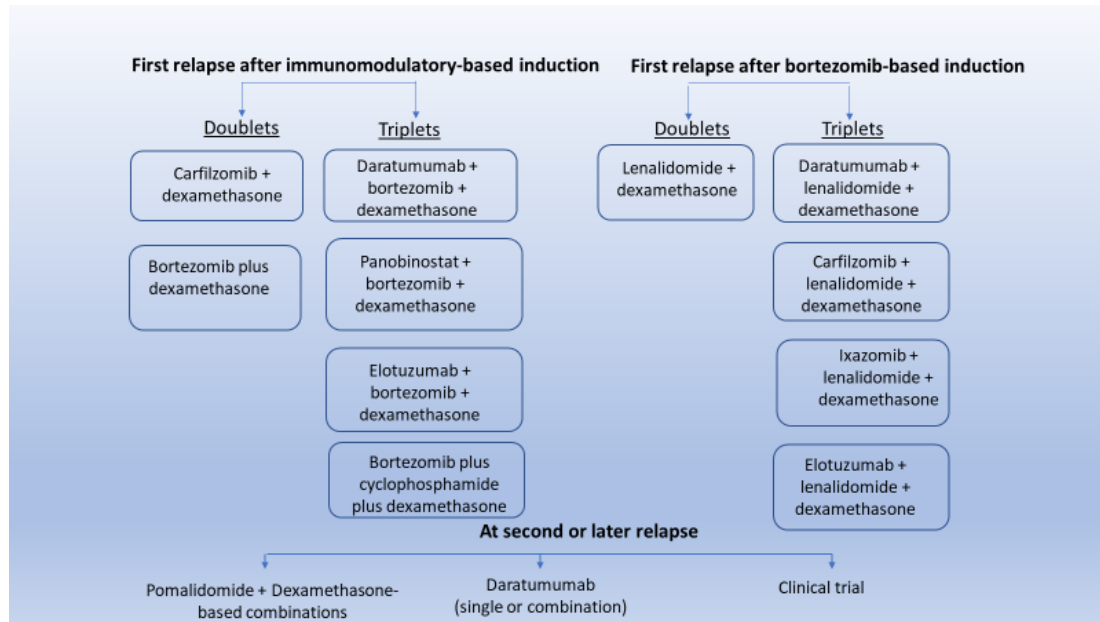 First relapse after immunomodulatory-based induction
Doublets
Carfilzomib +
dexamethasone
Bortezomib plus
dexamethasone
Triplets
Daratumumab +
bortezomib +
dexamethasone
Panobinostat +
bortezomib +
dexamethasone
Elotuzumab +
bortezomib +
dexamethasone
Bortezomib plus
cyclophosphamide
plus dexamethasone
First relapse after bortezomib-based induction
Doublets
Lenalidomide +
dexamethasone
Triplets
Daratumumab +
lenalidomide +
dexamethasone
Carfilzomib +
lenalidomide +
dexamethasone
Ixazomib +
lenalidomide +
dexamethasone
Elotuzumab +
lenalidomide +
dexamethasone
At second or later relapse
Pomalidomide + Dexamethasone-
based combinations
Daratumumab
(single or combination)
Clinical trial